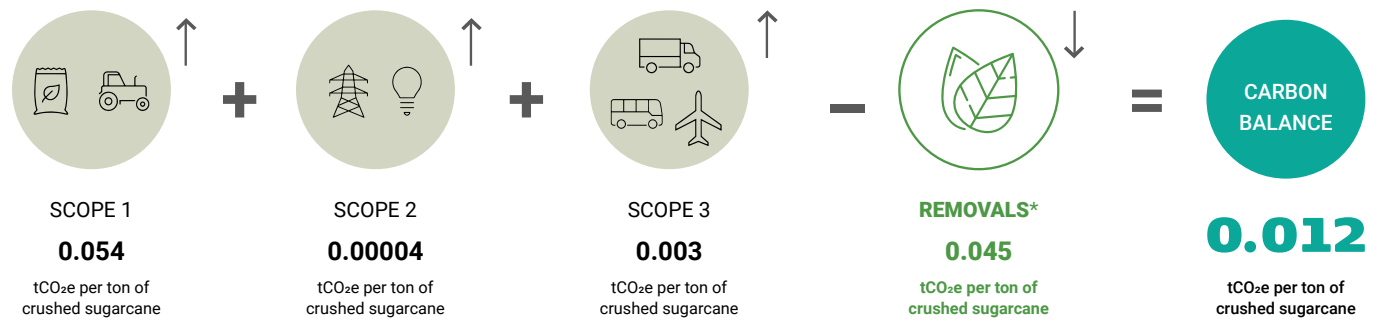 SCOPE 1
0.054
tCO₂e per ton of
crushed sugarcane
+
SCOPE 2
0.00004
tCO₂e per ton of
crushed sugarcane
+
SCOPE 3
0.003
tCO₂e per ton of
crushed sugarcane
−
REMOVALS*
0.045
tCO₂e per ton of
crushed sugarcane
=
CARBON
BALANCE
0.012
tCO₂e per ton of
crushed sugarcane